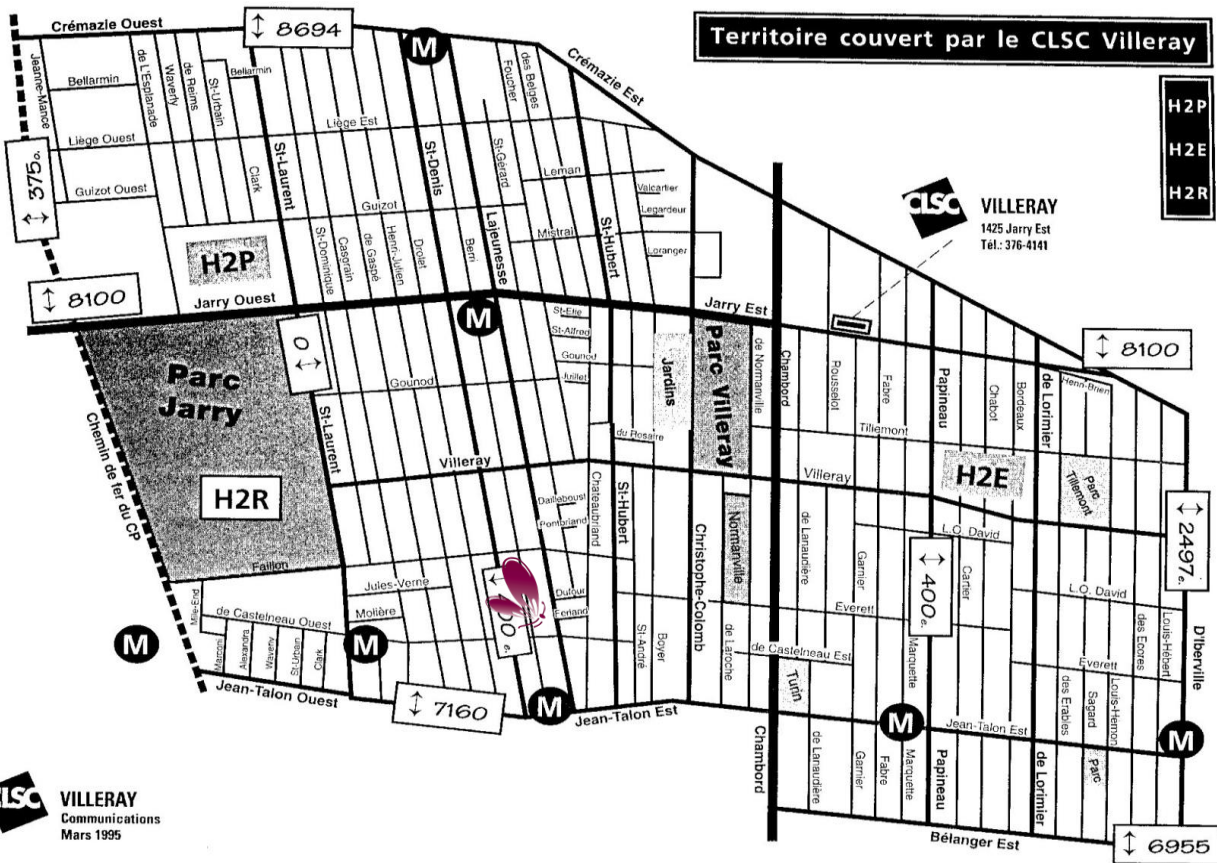 Territoire couvert par le CLSC Villeray
H2P
H2E
H2R
CLSC
VILLERAY
1425 Jarry Est
Tél.: 376-4141
Crémazie Ouest
↕ 8694
M
Crémazie Est
Jeanne-Mance
Bellarmin
de L'Esplanade
Waverly
de Reims
St-Urbain
Bellarmin
Foucher
des Belges
Liège Ouest
Liège Est
↕ 375 o.
Guizot Ouest
Clark
St-Laurent
St-Denis
St-Gérard
Leman
Guizot
Valcartier
Legardeur
Mistral
Loranger
H2P
St-Dominique
Casgrain
de Gaspé
Henri-Julien
Drolet
Berri
Lajeunesse
St-Hubert
↕ 8100
Jarry Ouest
Jarry Est
M
Parc
Jarry
0 ↔
Gounod
St-Laurent
St-Alfred
Gounod
Juillet
Jardins
Parc Villeray
de Normanville
Chambord
Rousselot
Fabre
Papineau
Chabot
Bordeaux
de Lorimier
↕ 8100
du Rosaire
Tillemont
Chemin de fer du CP
H2R
Villeray
Villeray
H2E
Parc
Tillemont
Dailleboust
Pontbriand
Chateaubriand
St-Hubert
Christophe-Colomb
Normanville
de Lanaudière
Garnier
L.O. David
↔ 400 e.
Cartier
↔ 2497 e.
Faillon
Jules-Verne
Molière
Dufour
Ferland
Everett
L.O. David
Mile-End
de Castelneau Ouest
M
M
Marconi
Alexandra
Waverly
St-Urbain
Clark
St-André
Boyer
de Laroche
de Castelneau Est
Turin
Marquette
des Ecores
Louis-Hébert
D'Iberville
Everett
Jean-Talon Ouest
↕ 7160
M
Jean-Talon Est
M
Jean-Talon Est
des Erables
Sagard
Louis-Hémon
M
Chambord
de Lanaudière
Garnier
Fabre
Marquette
Papineau
de Lorimier
Parc
Bélanger Est
↕ 6955
CLSC
VILLERAY
Communications
Mars 1995